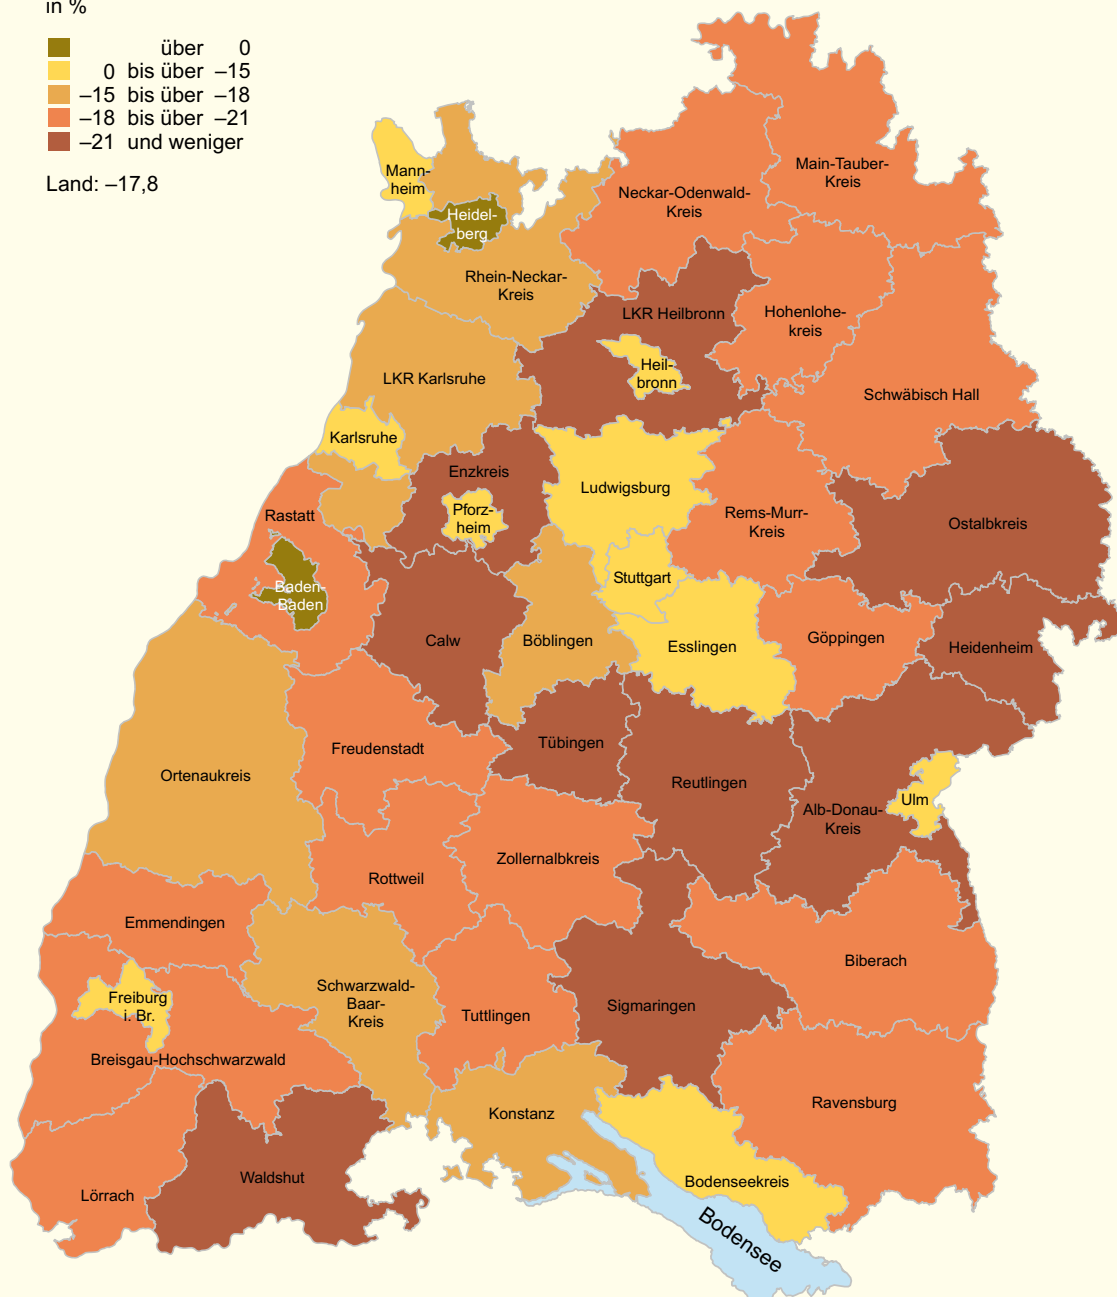 in %
über 0
0 bis über –15
–15 bis über –18
–18 bis über –21
–21 und weniger
Land: –17,8
Mann-
heim
Heidel-
berg
Rhein-Neckar-
Kreis
Neckar-Odenwald-
Kreis
Main-Tauber-
Kreis
LKR Heilbronn
Heil-
bronn
Hohenlohe-
kreis
Schwäbisch Hall
LKR Karlsruhe
Karlsruhe
Enzkreis
Pforz-
heim
Ludwigsburg
Rems-Murr-
Kreis
Ostalbkreis
Rastatt
Baden-
Baden
Stuttgart
Calw
Böblingen
Esslingen
Göppingen
Heidenheim
Freudenstadt
Tübingen
Reutlingen
Ortenaukreis
Alb-Donau-
Kreis
Ulm
Zollernalbkreis
Rottweil
Emmendingen
Biberach
Freiburg
i. Br.
Schwarzwald-
Baar-
Kreis
Tuttlingen
Sigmaringen
Breisgau-Hochschwarzwald
Konstanz
Ravensburg
Lörrach
Waldshut
Bodenseekreis
Bodensee